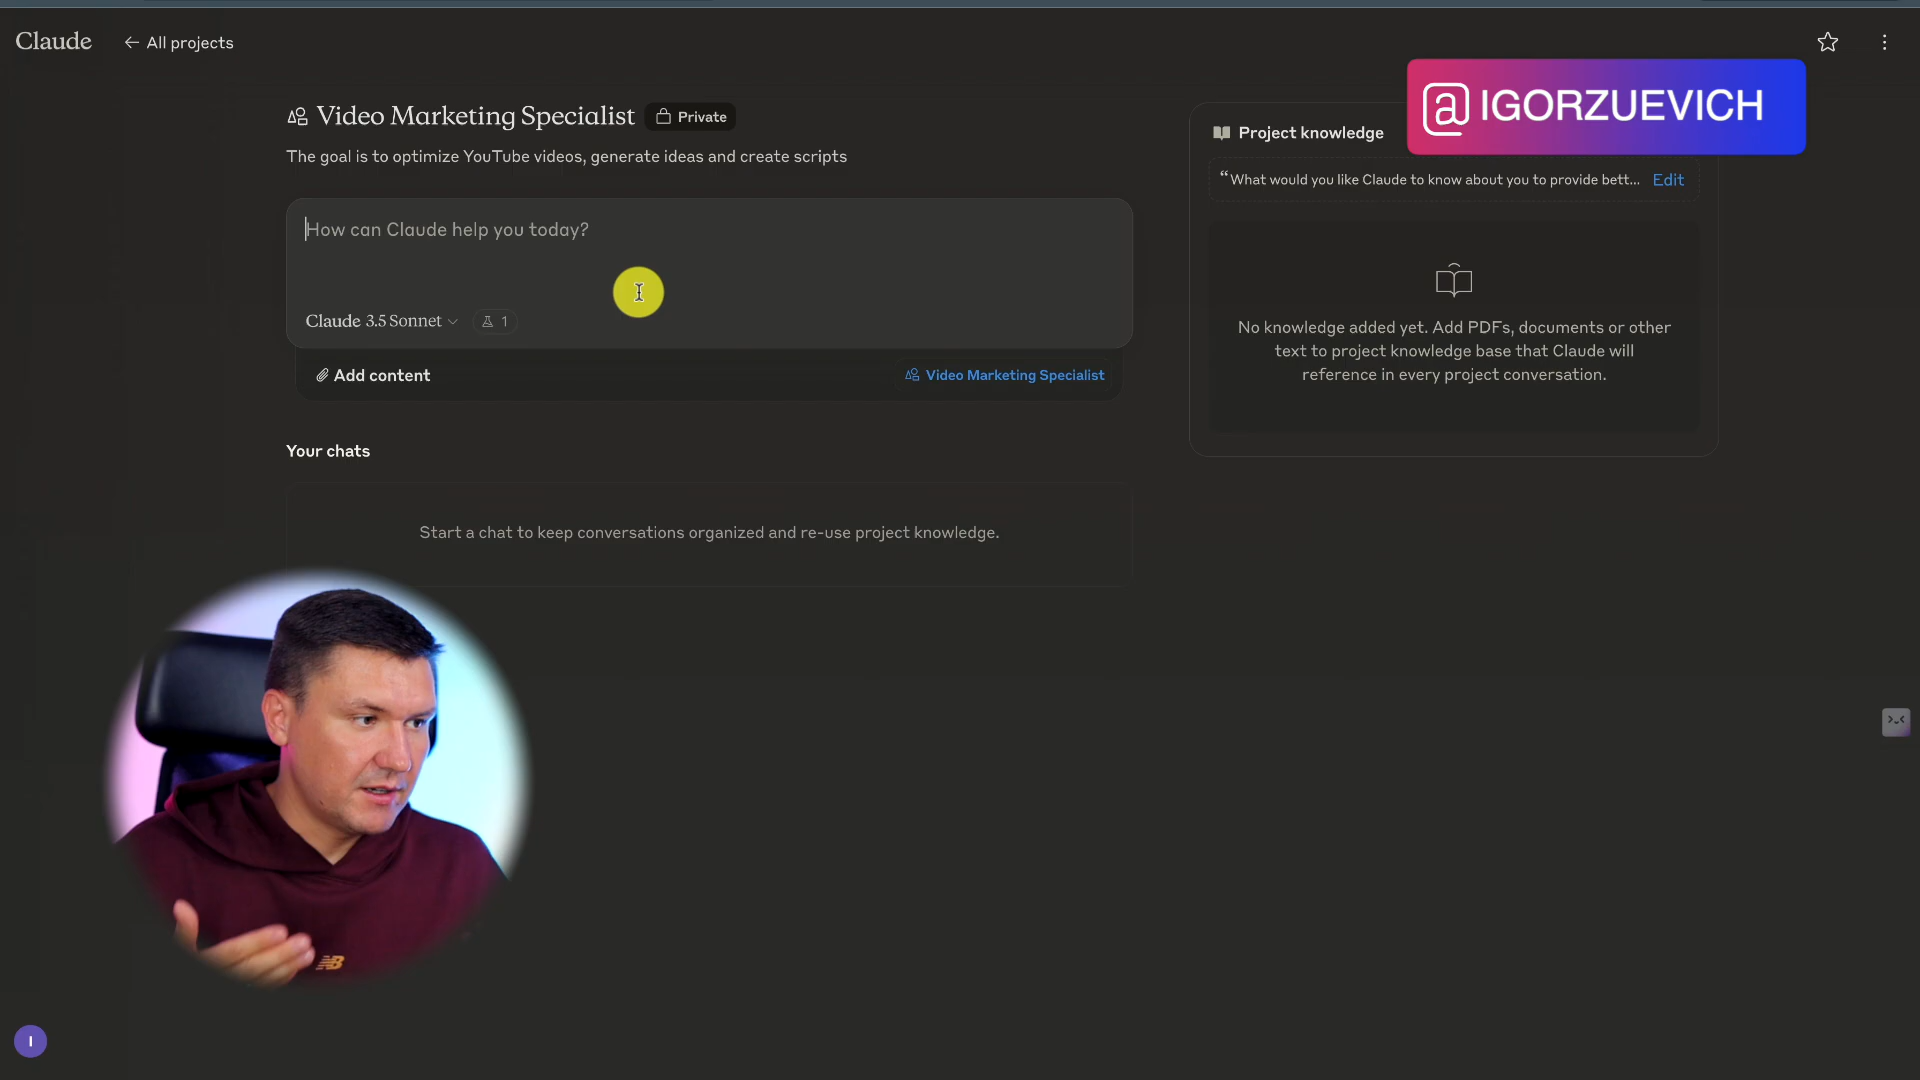 Claude
← All projects
@IGORZUEVICH
Video Marketing Specialist
Private
The goal is to optimize YouTube videos, generate ideas and create scripts
Project knowledge
“What would you like Claude to know about you to provide bett...
Edit
How can Claude help you today?
Claude 3.5 Sonnet
1
No knowledge added yet. Add PDFs, documents or other
text to project knowledge base that Claude will
reference in every project conversation.
Add content
Video Marketing Specialist
Your chats
Start a chat to keep conversations organized and re-use project knowledge.
NB
I